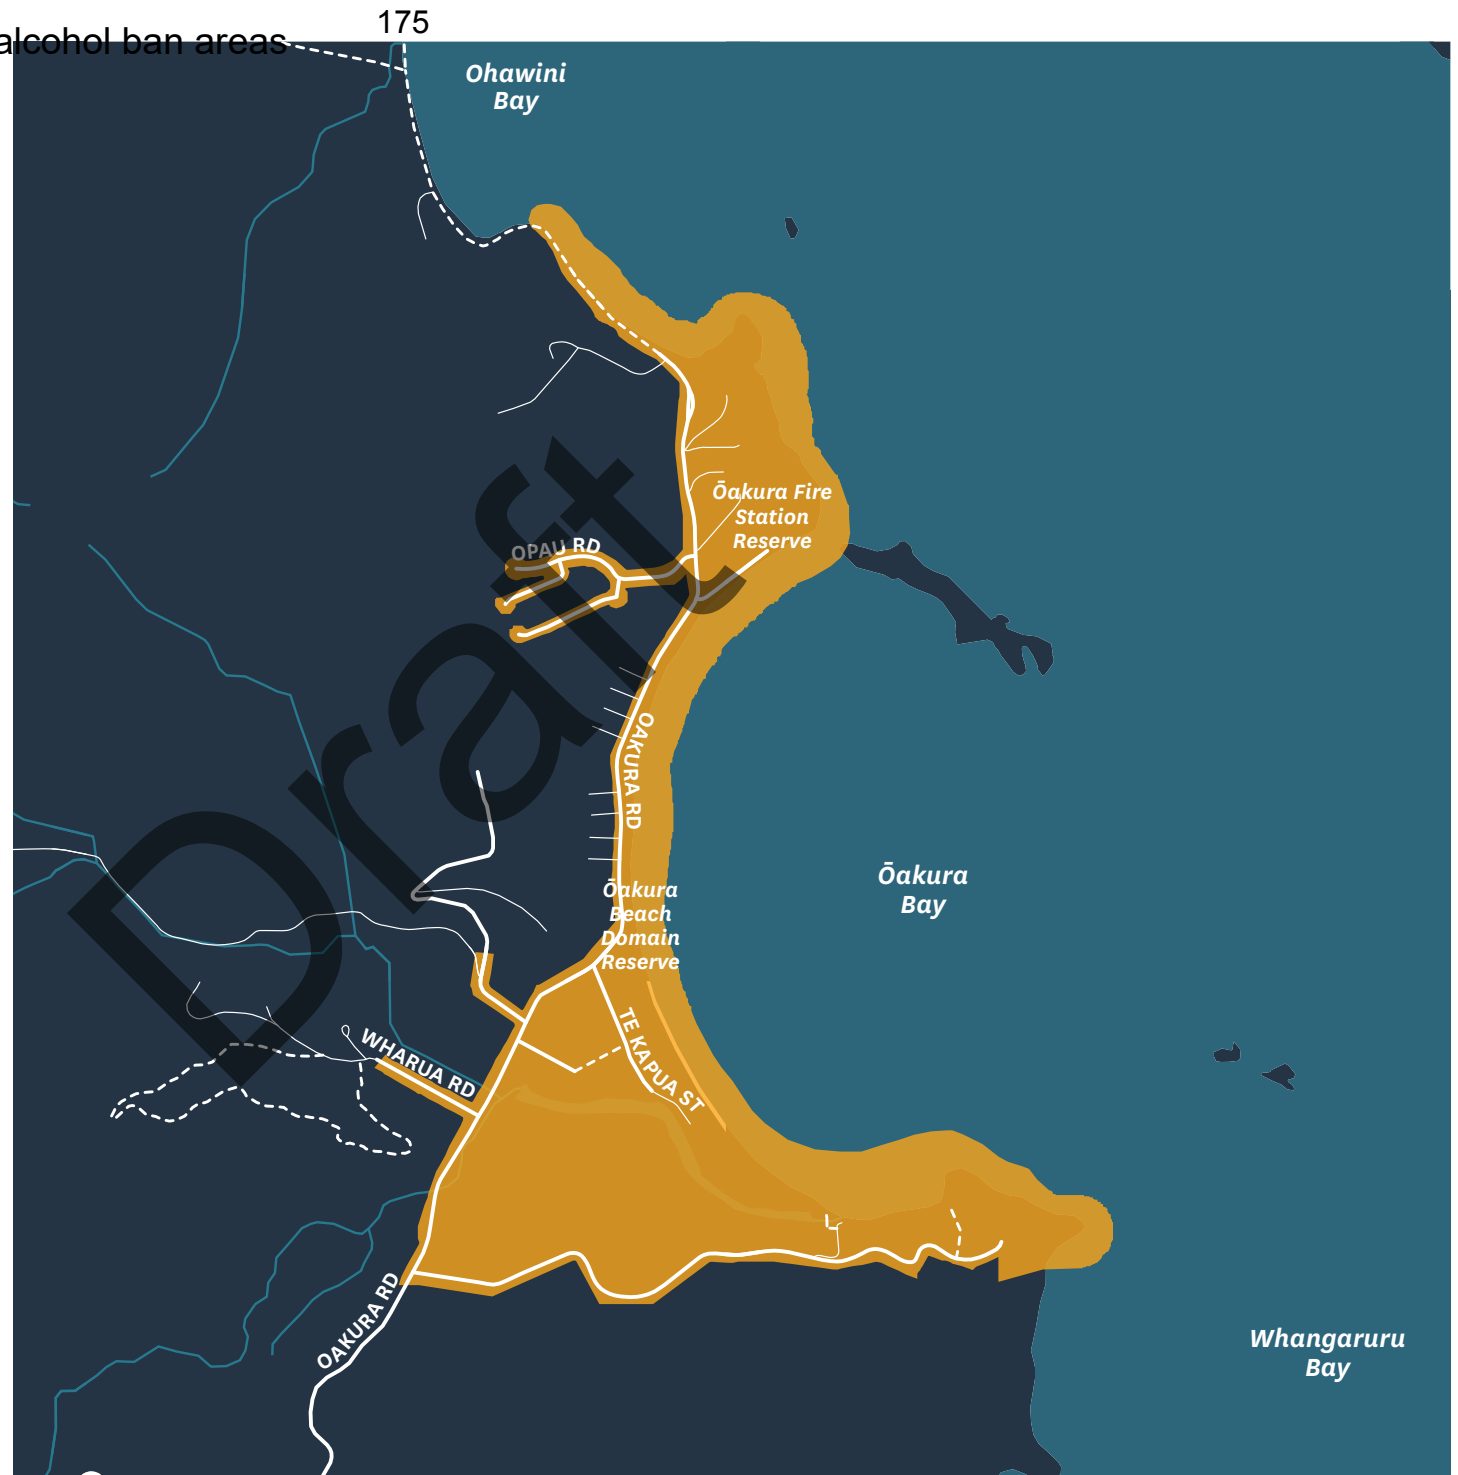 175
alcohol ban areas
Ohawini
Bay
Ōakura Fire
Station
Reserve
OPAU RD
Draft
OAKURA RD
Ōakura
Bay
Ōakura
Beach
Domain
Reserve
TE KAPUA ST
WHARUA RD
OAKURA RD
Whangaruru
Bay